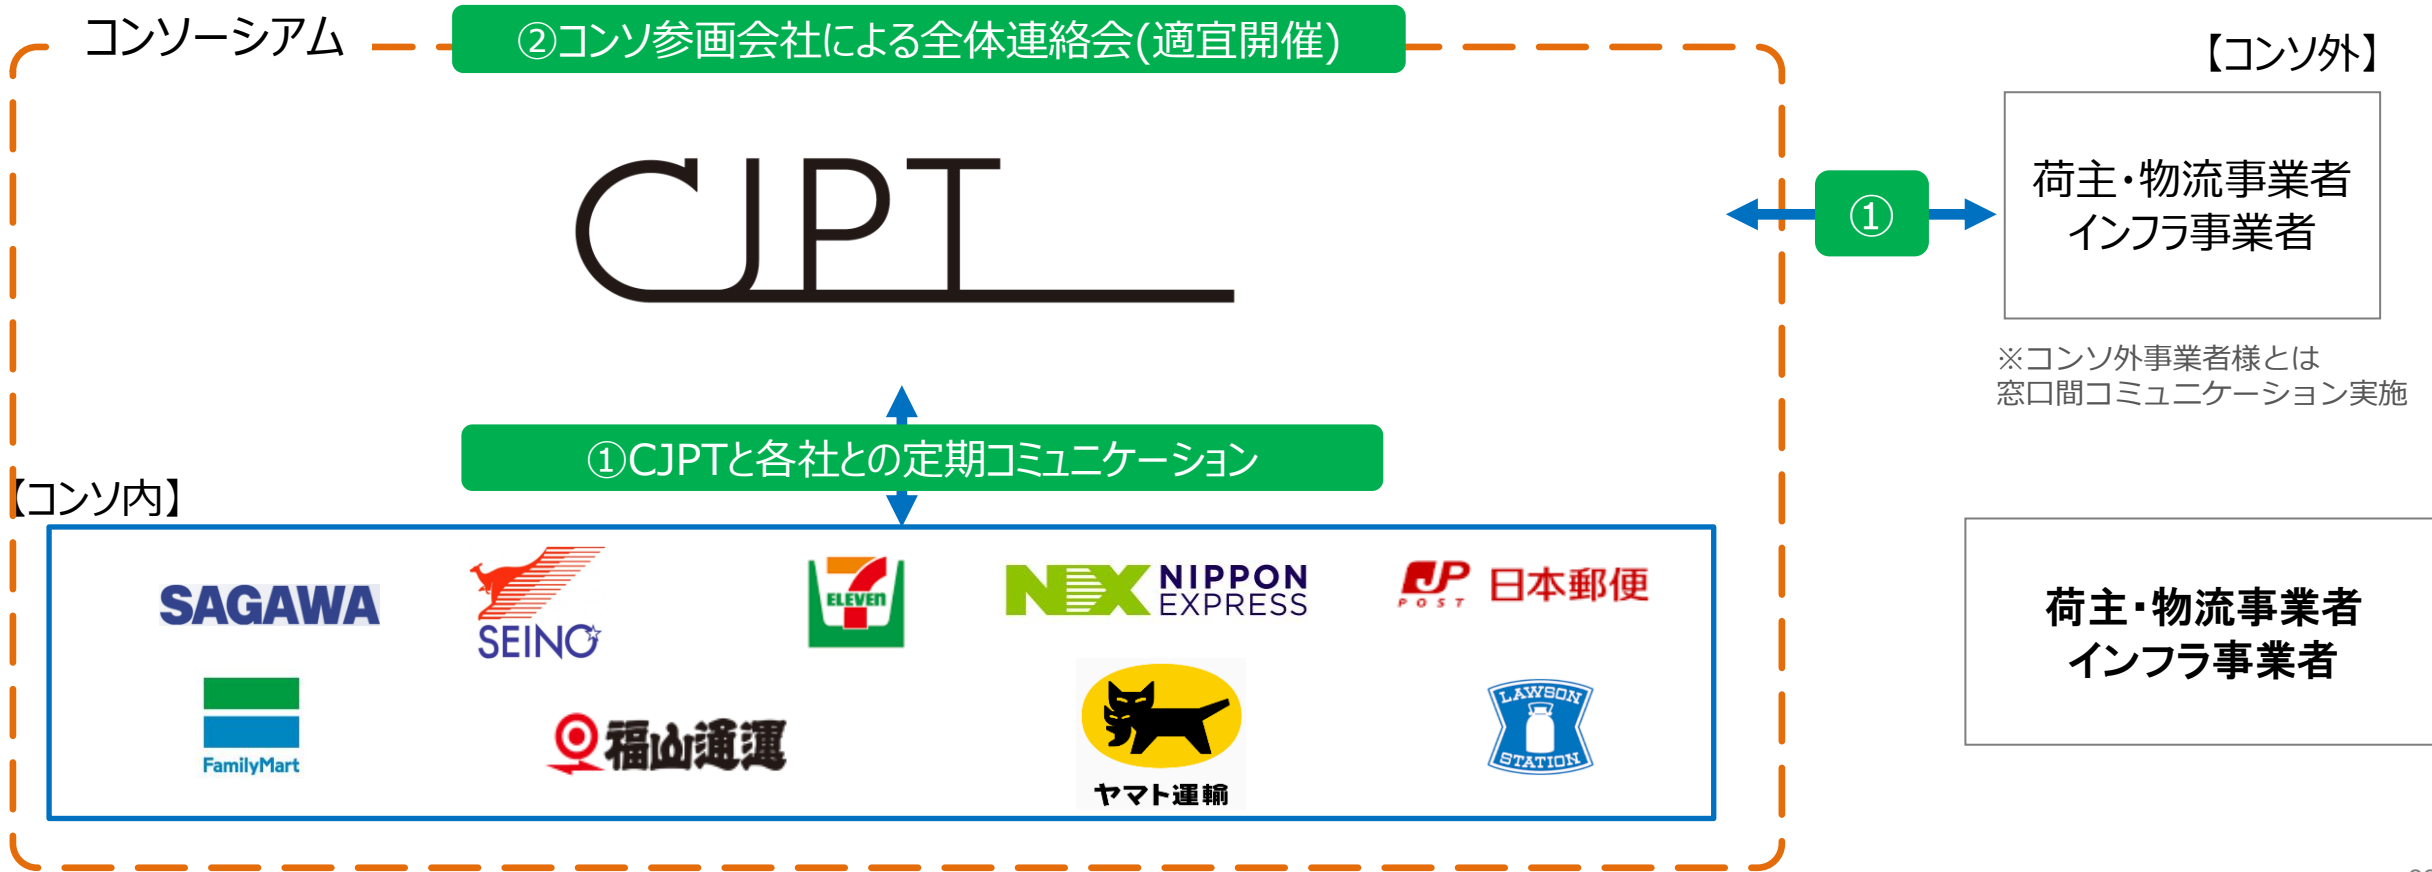 コンソーシアム
②コンソ参画会社による全体連絡会(適宜開催)
【コンソ外】
CJPT
①
荷主・物流事業者
インフラ事業者
※コンソ外事業者様とは
窓口間コミュニケーション実施
①CJPTと各社との定期コミュニケーション
【コンソ内】
SAGAWA
SEINO
7
ELEVEn
NX NIPPON
EXPRESS
JP
POST
日本郵便
荷主・物流事業者
インフラ事業者
FamilyMart
福山通運
ヤマト運輸
LAWSON
STATION